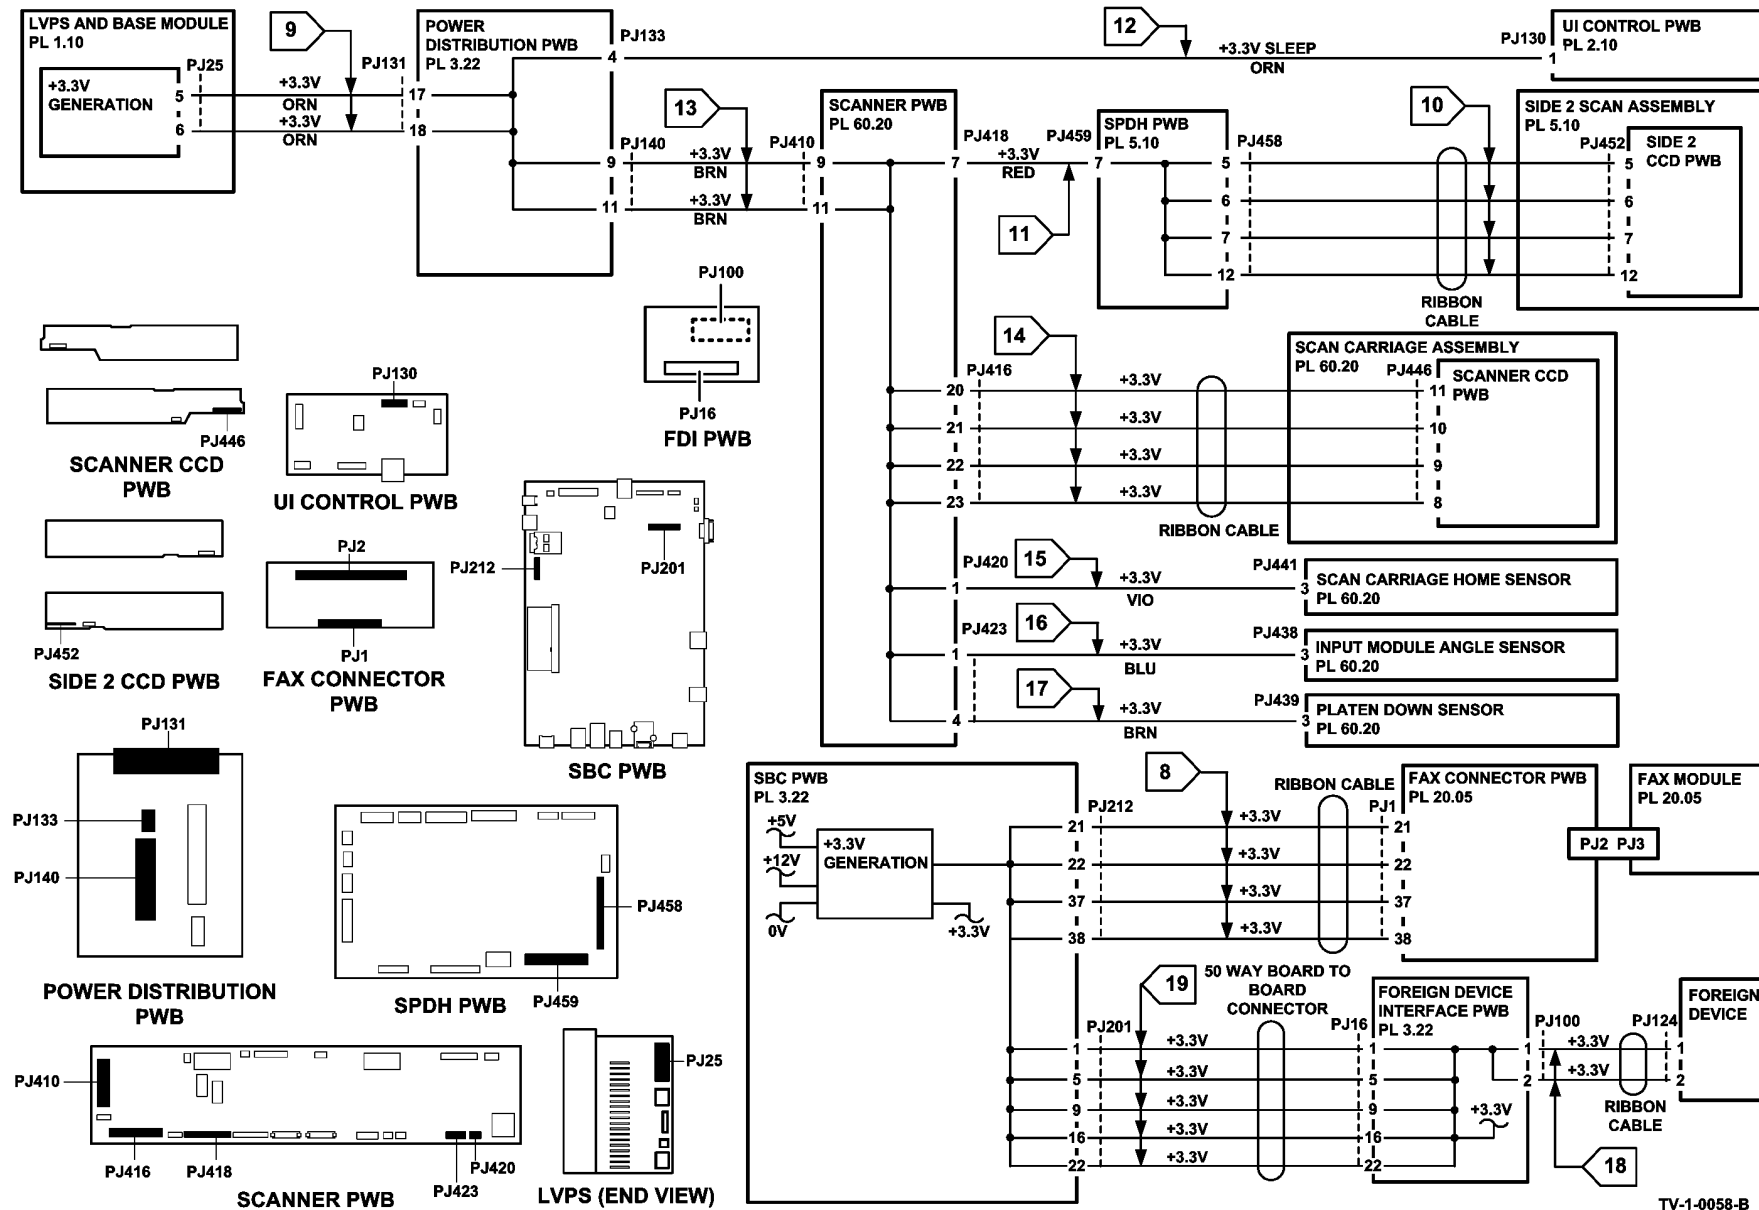 LVPS AND BASE MODULE
PL 1.10
+3.3V
GENERATION
5
6
PJ25
9
+3.3V
ORN
+3.3V
ORN
PJ131
17
18
POWER
DISTRIBUTION PWB
PL 3.22
PJ133
4
12
+3.3V SLEEP
ORN
PJ130
1
UI CONTROL PWB
PL 2.10
9
11
PJ140
13
+3.3V
BRN
+3.3V
BRN
PJ410
9
11
SCANNER PWB
PL 60.20
7
PJ418
+3.3V
RED
11
PJ459
7
SPDH PWB
PL 5.10
5
6
7
12
PJ458
10
RIBBON
CABLE
SIDE 2 SCAN ASSEMBLY
PL 5.10
PJ452
5
6
7
12
SIDE 2
CCD PWB
PJ100
PJ16
FDI PWB
14
20
21
22
23
PJ416
+3.3V
+3.3V
+3.3V
+3.3V
RIBBON CABLE
SCAN CARRIAGE ASSEMBLY
PL 60.20
PJ446
11
10
9
8
SCANNER CCD
PWB
PJ446
SCANNER CCD
PWB
PJ130
UI CONTROL PWB
PJ212
PJ201
SBC PWB
PJ452
SIDE 2 CCD PWB
PJ2
PJ1
FAX CONNECTOR
PWB
1
PJ420
15
+3.3V
VIO
PJ441
3
SCAN CARRIAGE HOME SENSOR
PL 60.20
1
PJ423
16
+3.3V
BLU
PJ438
3
INPUT MODULE ANGLE SENSOR
PL 60.20
4
17
+3.3V
BRN
PJ439
3
PLATEN DOWN SENSOR
PL 60.20
PJ131
PJ133
PJ140
POWER DISTRIBUTION
PWB
PJ458
PJ459
SPDH PWB
SBC PWB
PL 3.22
+5V
+12V
0V
+3.3V
GENERATION
+3.3V
21
22
37
38
PJ212
8
+3.3V
+3.3V
+3.3V
+3.3V
RIBBON CABLE
PJ1
21
22
37
38
FAX CONNECTOR PWB
PL 20.05
PJ2 PJ3
FAX MODULE
PL 20.05
1
5
9
16
22
PJ201
19
+3.3V
+3.3V
+3.3V
+3.3V
+3.3V
50 WAY BOARD TO
BOARD
CONNECTOR
PJ16
1
5
9
16
22
FOREIGN DEVICE
INTERFACE PWB
PL 3.22
+3.3V
1
2
PJ100
+3.3V
+3.3V
18
RIBBON
CABLE
PJ124
1
2
FOREIGN
DEVICE
PJ410
PJ416
PJ418
PJ423
PJ420
SCANNER PWB
PJ25
LVPS (END VIEW)
TV-1-0058-B